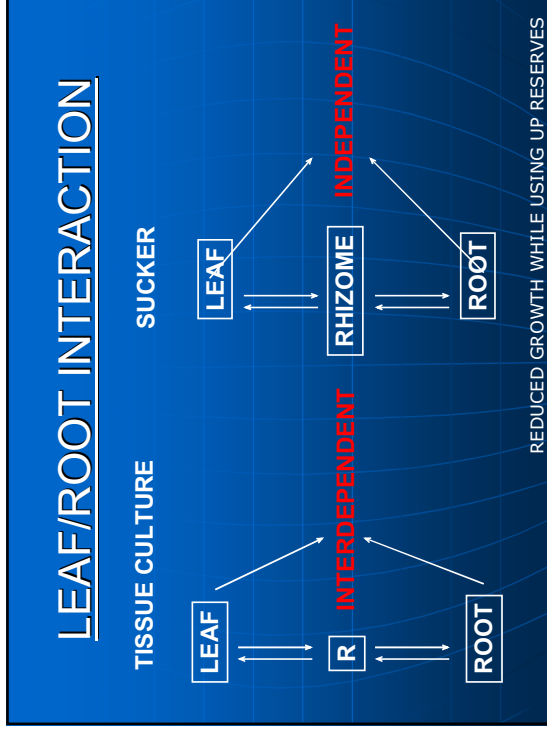 LEAF/ROOT INTERACTION
TISSUE CULTURE
SUCKER
LEAF
LEAF
R
INTERDEPENDENT
RHIZOME
INDEPENDENT
ROOT
ROOT
REDUCED GROWTH WHILE USING UP RESERVES